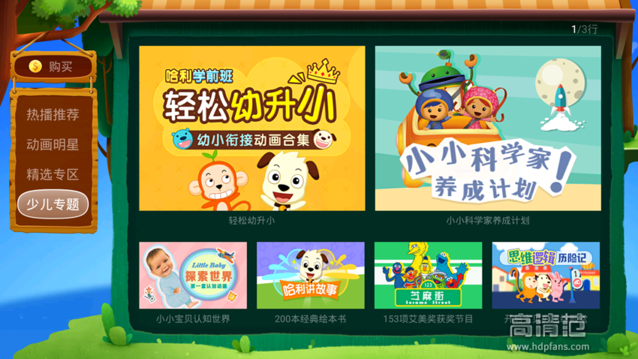 1/3行
购买
热播推荐
动画明星
精选专区
少儿专题
哈利学前班
轻松幼升小
幼小衔接动画合集
轻松幼升小
小小科学家
养成计划!
小小科学家养成计划
Little Baby
探索世界
小小宝贝认知世界
哈利讲故事
200本经典绘本书
123
芝麻街
Sesame Street
153项艾美奖获奖节目
思维逻辑历险记
高清范
www.hdpfans.com